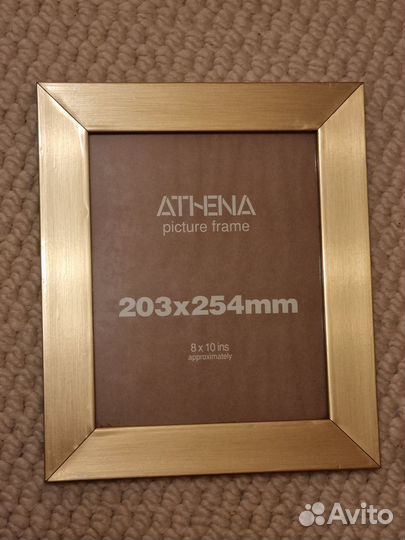 ATHENA
picture frame
203x254mm
8 x 10 ins
approximately
Avito